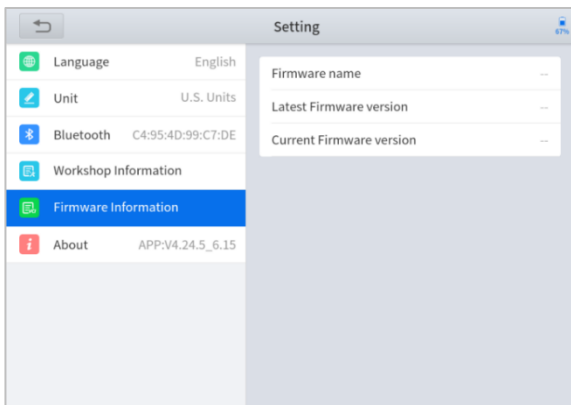 Setting
67%
Language English
Unit U.S. Units
Bluetooth C4:95:4D:99:C7:DE
Workshop Information
Firmware Information
About APP:V4.24.5_6.15
Firmware name --
Latest Firmware version --
Current Firmware version --